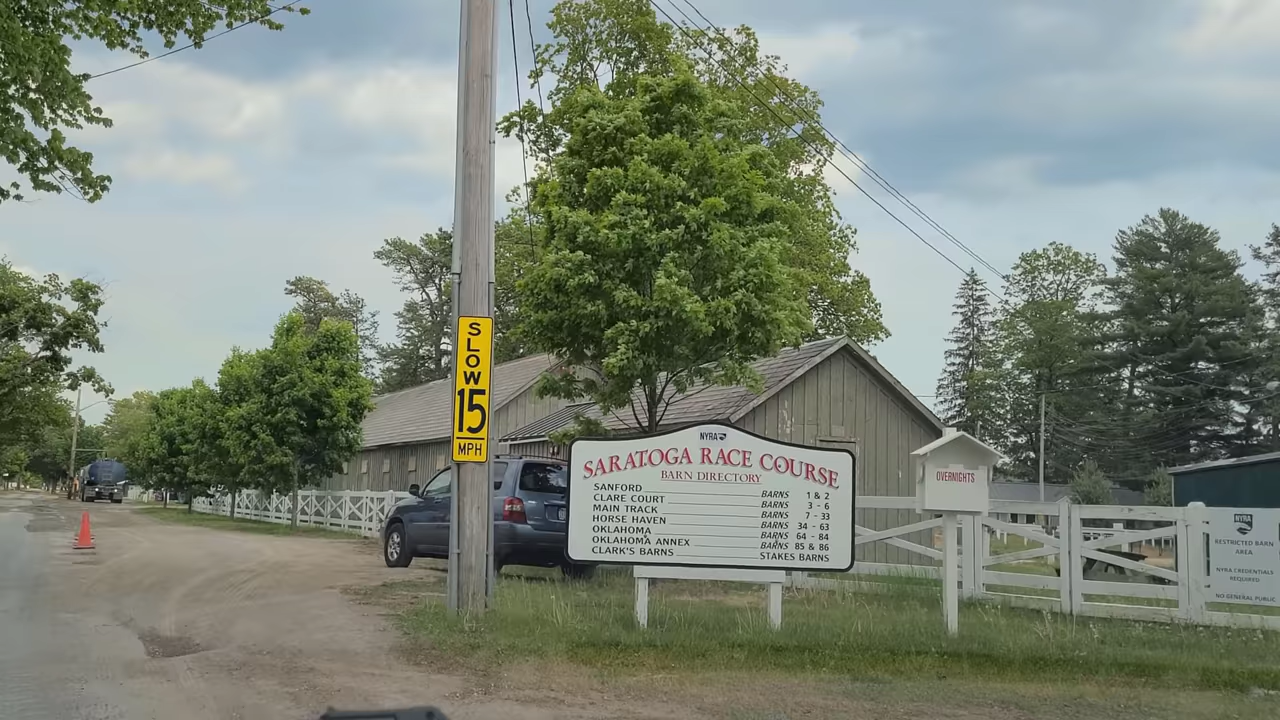 SLOW
15
MPH
NYRA
SARATOGA RACE COURSE
BARN DIRECTORY
SANFORD BARNS 1 & 2
CLARE COURT BARNS 3 - 6
MAIN TRACK BARNS 7 - 33
HORSE HAVEN BARNS 34 - 63
OKLAHOMA BARNS 64 - 84
OKLAHOMA ANNEX BARNS 85 & 86
CLARK'S BARNS STAKES BARNS
OVERNIGHTS
NYRA
RESTRICTED BARN
AREA
NYRA CREDENTIALS
REQUIRED
NO GENERAL PUBLIC